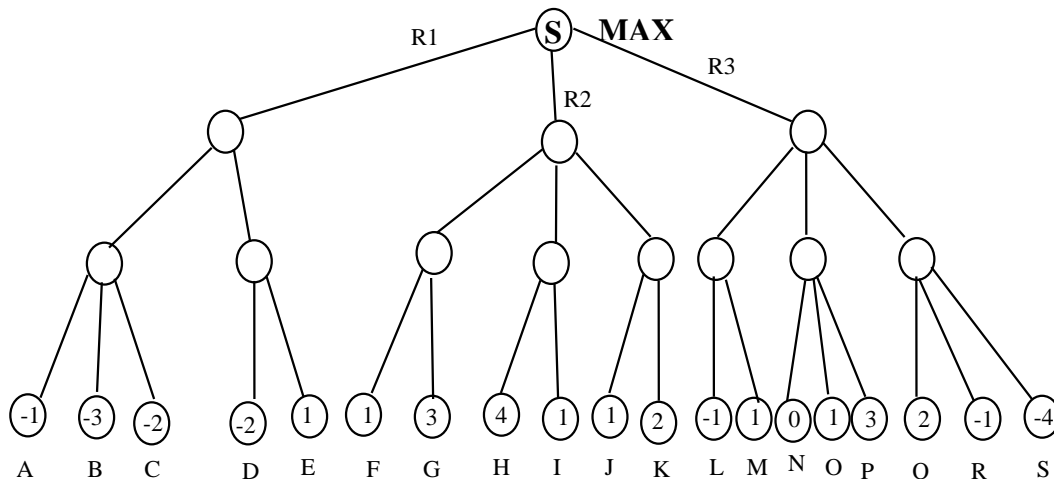 S MAX
R1
R3
R2
-1 -3 -2 -2 1 1 3 4 1 1 2 -1 1 0 1 3 2 -1 -4
A B C D E F G H I J K L M N O P Q R S